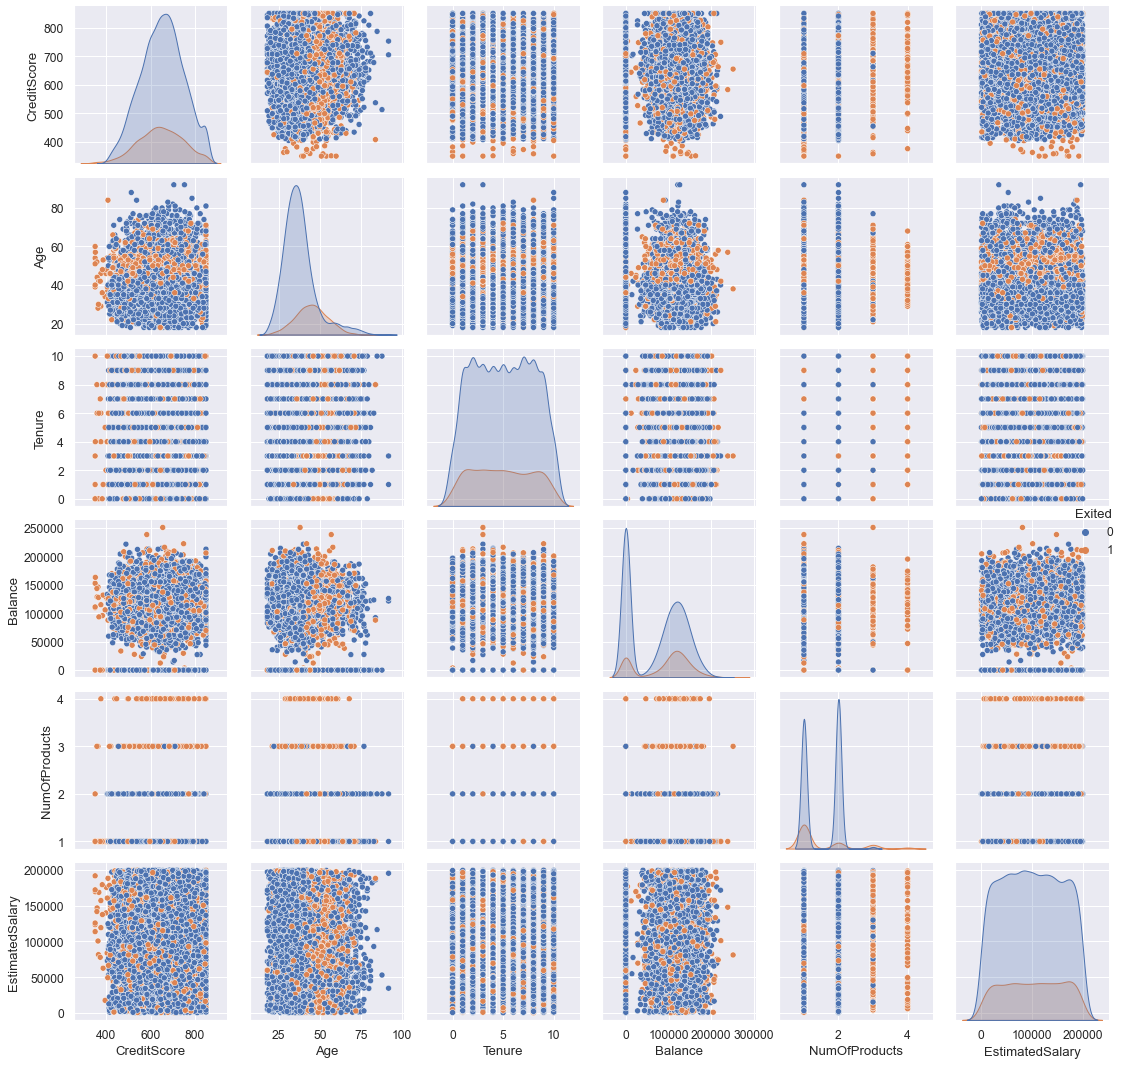 800
700
600
500
400
CreditScore
80
60
40
20
Age
10
8
6
4
2
0
Tenure
250000
200000
150000
100000
50000
0
Balance
Exited
0
1
4
3
2
1
NumOfProducts
200000
150000
100000
50000
0
EstimatedSalary
400 600 800
CreditScore
25 50 75 100
Age
0 5 10
Tenure
0 100000 200000 300000
Balance
2 4
NumOfProducts
0 100000 200000
EstimatedSalary